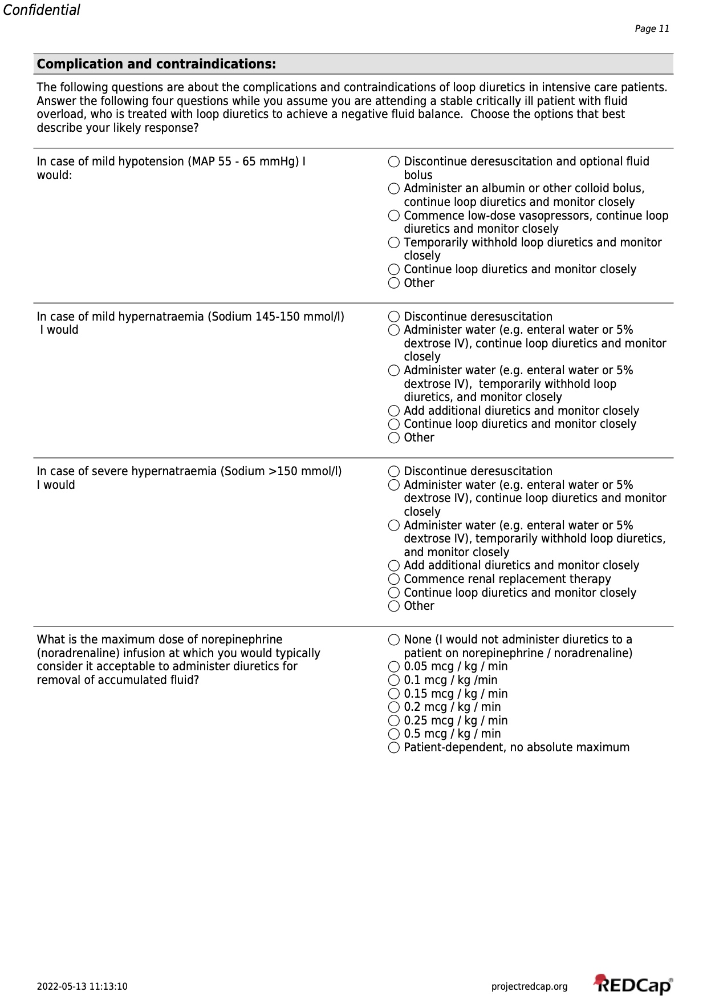 Confidential
Page 11
Complication and contraindications:
The following questions are about the complications and contraindications of loop diuretics in intensive care patients.
Answer the following four questions while you assume you are attending a stable critically ill patient with fluid
overload, who is treated with loop diuretics to achieve a negative fluid balance.  Choose the options that best
describe your likely response?
In case of mild hypotension (MAP 55 - 65 mmHg) I
would:
Discontinue deresuscitation and optional fluid
bolus
Administer an albumin or other colloid bolus,
continue loop diuretics and monitor closely
Commence low-dose vasopressors, continue loop
diuretics and monitor closely
Temporarily withhold loop diuretics and monitor
closely
Continue loop diuretics and monitor closely
Other
In case of mild hypernatraemia (Sodium 145-150 mmol/l)
I would
Discontinue deresuscitation
Administer water (e.g. enteral water or 5%
dextrose IV), continue loop diuretics and monitor
closely
Administer water (e.g. enteral water or 5%
dextrose IV),  temporarily withhold loop
diuretics, and monitor closely
Add additional diuretics and monitor closely
Continue loop diuretics and monitor closely
Other
In case of severe hypernatraemia (Sodium >150 mmol/l)
I would
Discontinue deresuscitation
Administer water (e.g. enteral water or 5%
dextrose IV), continue loop diuretics and monitor
closely
Administer water (e.g. enteral water or 5%
dextrose IV), temporarily withhold loop diuretics,
and monitor closely
Add additional diuretics and monitor closely
Commence renal replacement therapy
Continue loop diuretics and monitor closely
Other
What is the maximum dose of norepinephrine
(noradrenaline) infusion at which you would typically
consider it acceptable to administer diuretics for
removal of accumulated fluid?
None (I would not administer diuretics to a
patient on norepinephrine / noradrenaline)
0.05 mcg / kg / min
0.1 mcg / kg /min
0.15 mcg / kg / min
0.2 mcg / kg / min
0.25 mcg / kg / min
0.5 mcg / kg / min
Patient-dependent, no absolute maximum
2022-05-13 11:13:10
projectredcap.org
REDCap®